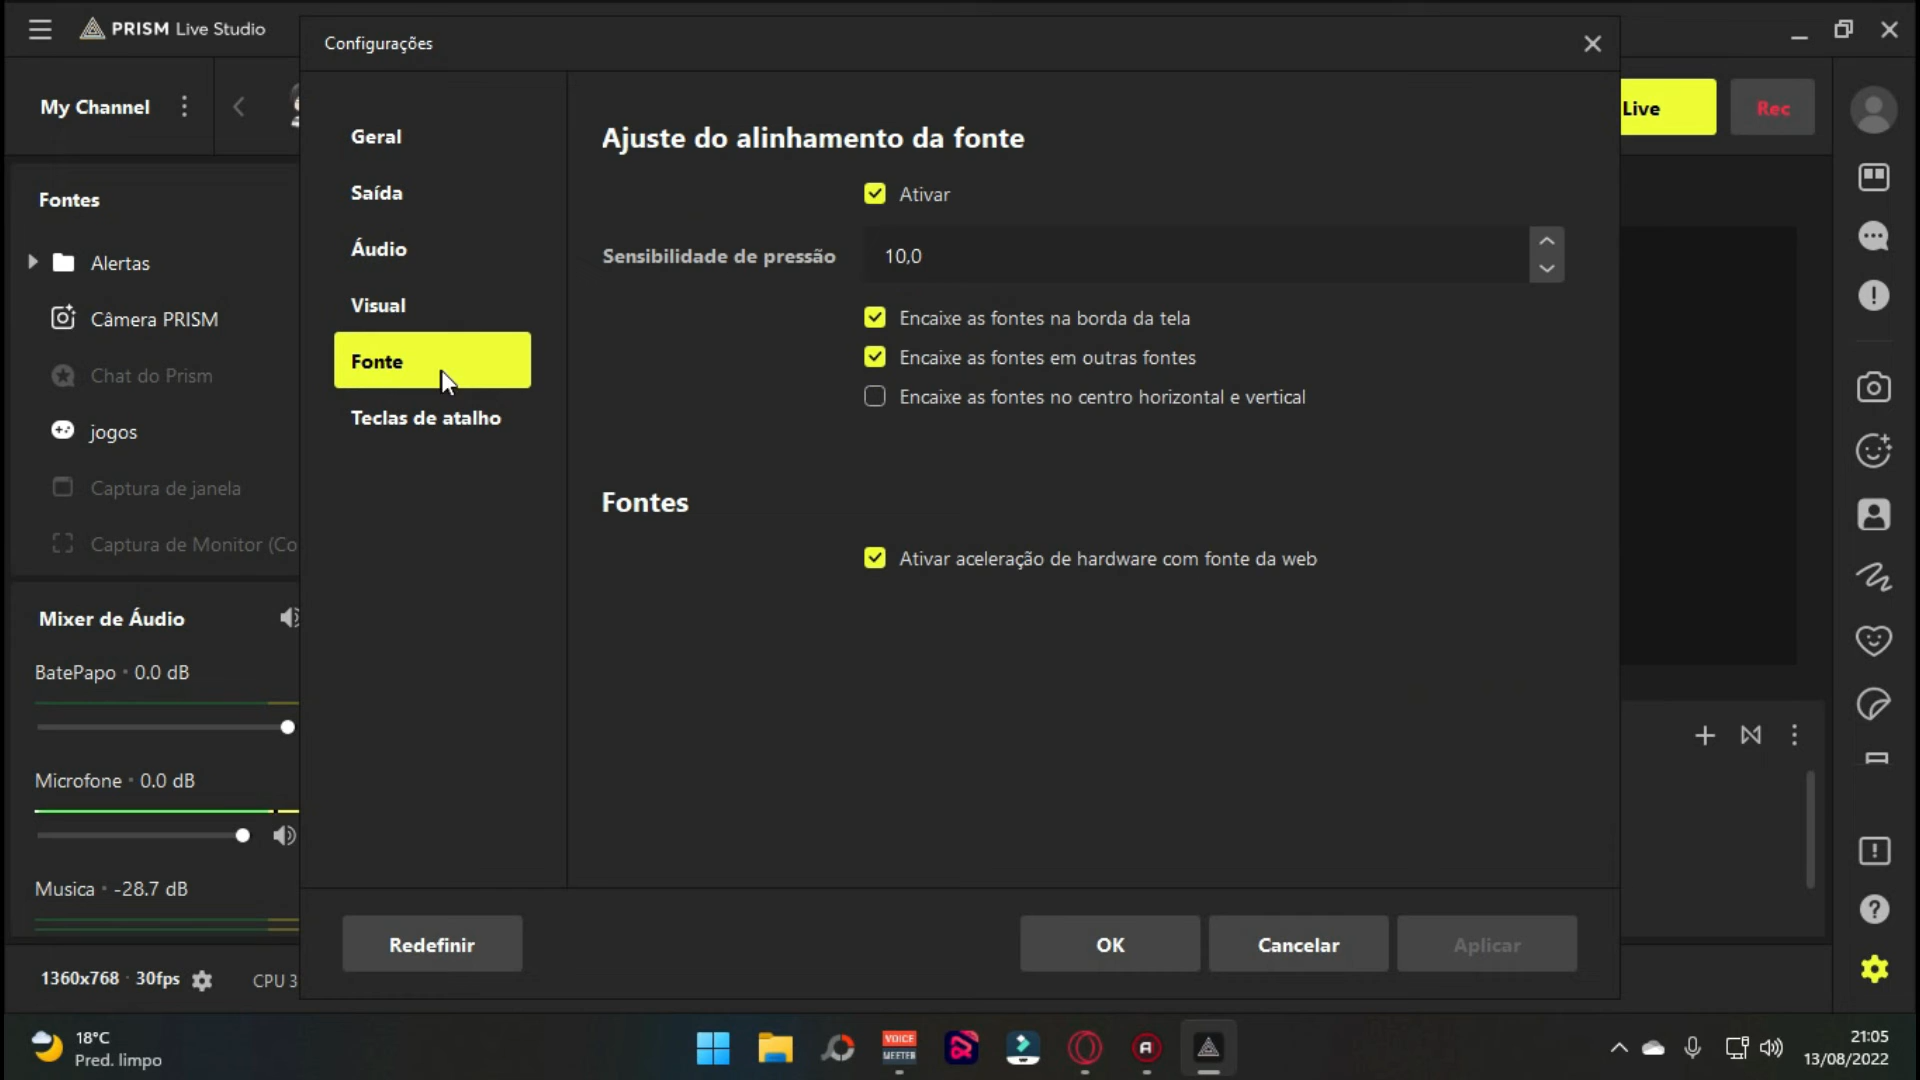 PRISM Live Studio
Configurações
My Channel
Live
Rec
Geral
Saída
Áudio
Visual
Fonte
Teclas de atalho
Ajuste do alinhamento da fonte
Ativar
Sensibilidade de pressão
10,0
Encaixe as fontes na borda da tela
Encaixe as fontes em outras fontes
Encaixe as fontes no centro horizontal e vertical
Fontes
Ativar aceleração de hardware com fonte da web
Fontes
Alertas
Câmera PRISM
Chat do Prism
jogos
Captura de janela
Captura de Monitor (Co
Mixer de Áudio
BatePapo • 0.0 dB
Microfone • 0.0 dB
Musica • -28.7 dB
Redefinir
OK
Cancelar
Aplicar
1360x768 · 30fps
CPU 3
18°C
Pred. limpo
VOICE
MEETER
21:05
13/08/2022